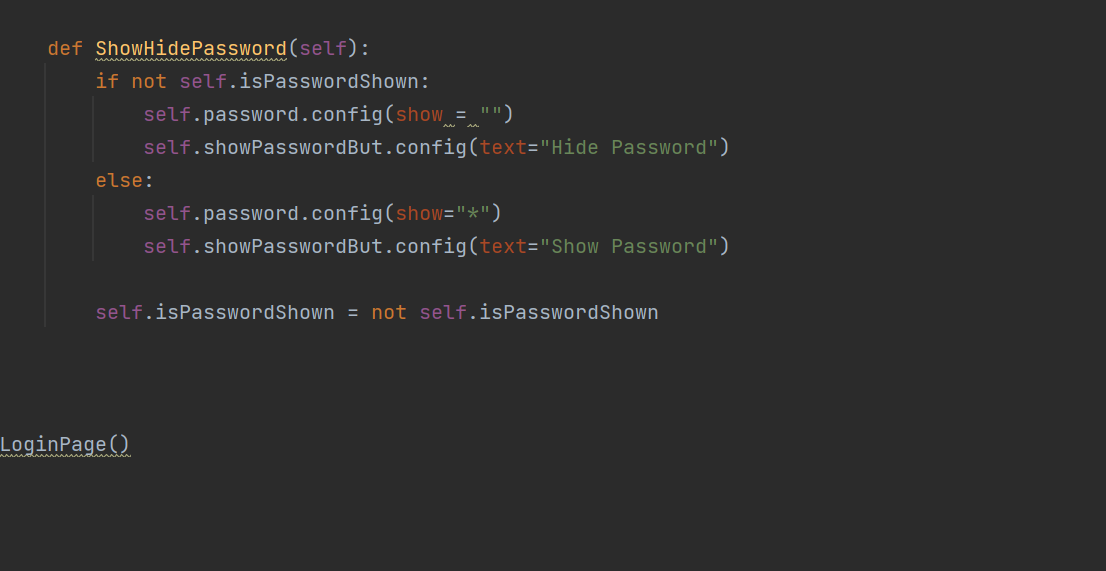 def ShowHidePassword(self):
if not self.isPasswordShown:
self.password.config(show = "")
self.showPasswordBut.config(text="Hide Password")
else:
self.password.config(show="*")
self.showPasswordBut.config(text="Show Password")
self.isPasswordShown = not self.isPasswordShown
LoginPage()